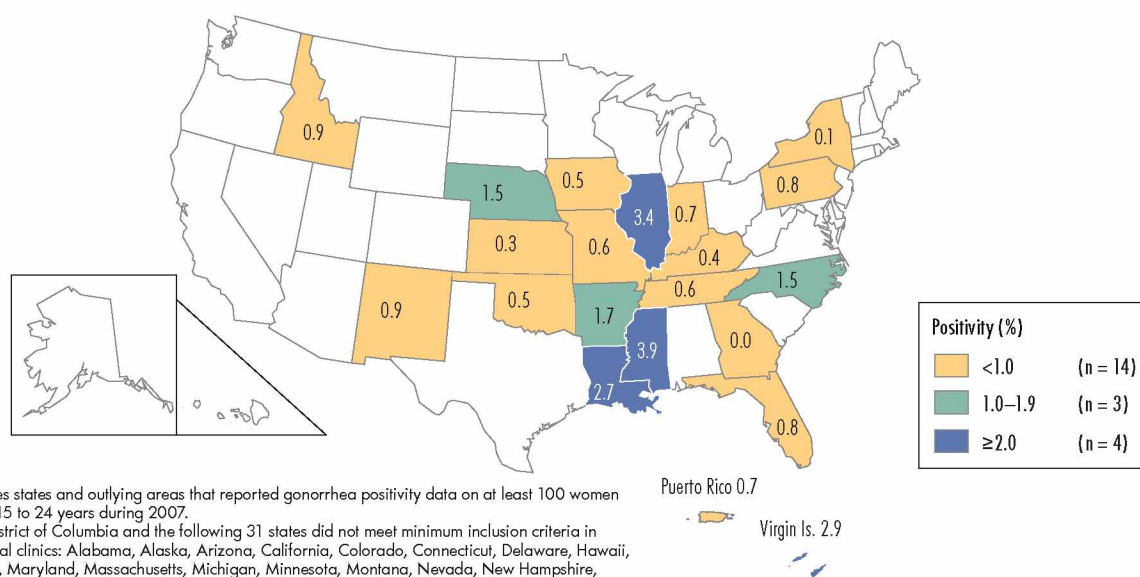 0.9
0.1
0.8
1.5
0.5
3.4
0.7
0.3
0.6
0.4
0.9
0.5
1.7
0.6
1.5
3.9
0.0
2.7
0.8
Positivity (%)
<1.0 (n = 14)
1.0–1.9 (n = 3)
≥2.0 (n = 4)
Puerto Rico 0.7
Virgin Is. 2.9
es states and outlying areas that reported gonorrhea positivity data on at least 100 women
15 to 24 years during 2007.
strict of Columbia and the following 31 states did not meet minimum inclusion criteria in
al clinics: Alabama, Alaska, Arizona, California, Colorado, Connecticut, Delaware, Hawaii,
, Maryland, Massachusetts, Michigan, Minnesota, Montana, Nevada, New Hampshire,